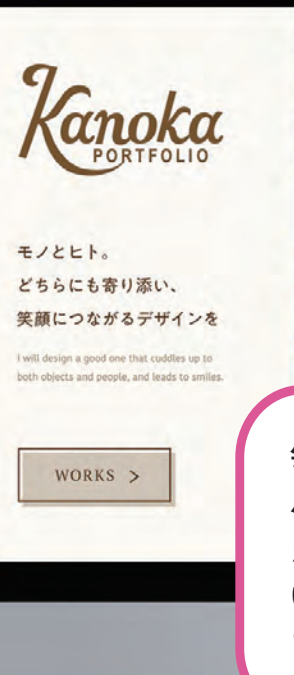 Kanoka
PORTFOLIO
モノとヒト。
どちらにも寄り添い、
笑顔につながるデザインを
I will design a good one that cuddles up to
both objects and people, and leads to smiles.
WORKS >